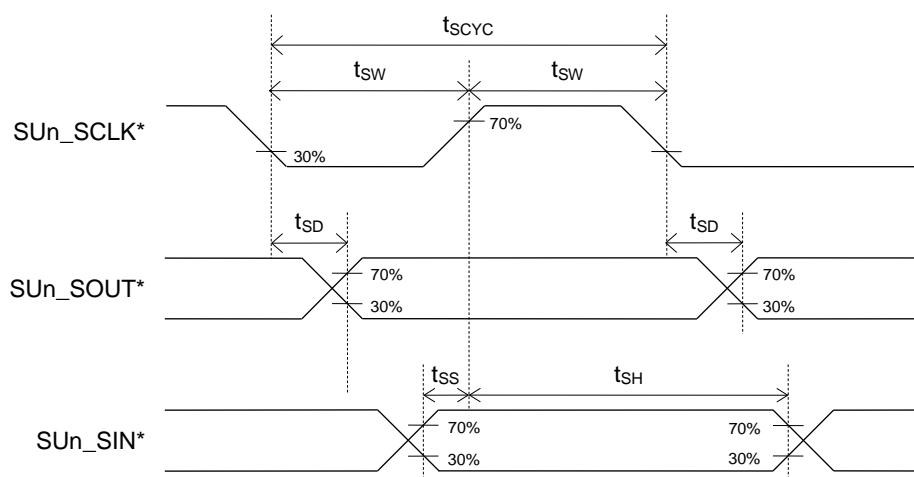 tSCYC
tSW tSW
SUn_SCLK*
70%
30%
tSD tSD
SUn_SOUT*
70% 70%
30% 30%
tSS tSH
SUn_SIN*
70% 70%
30% 30%